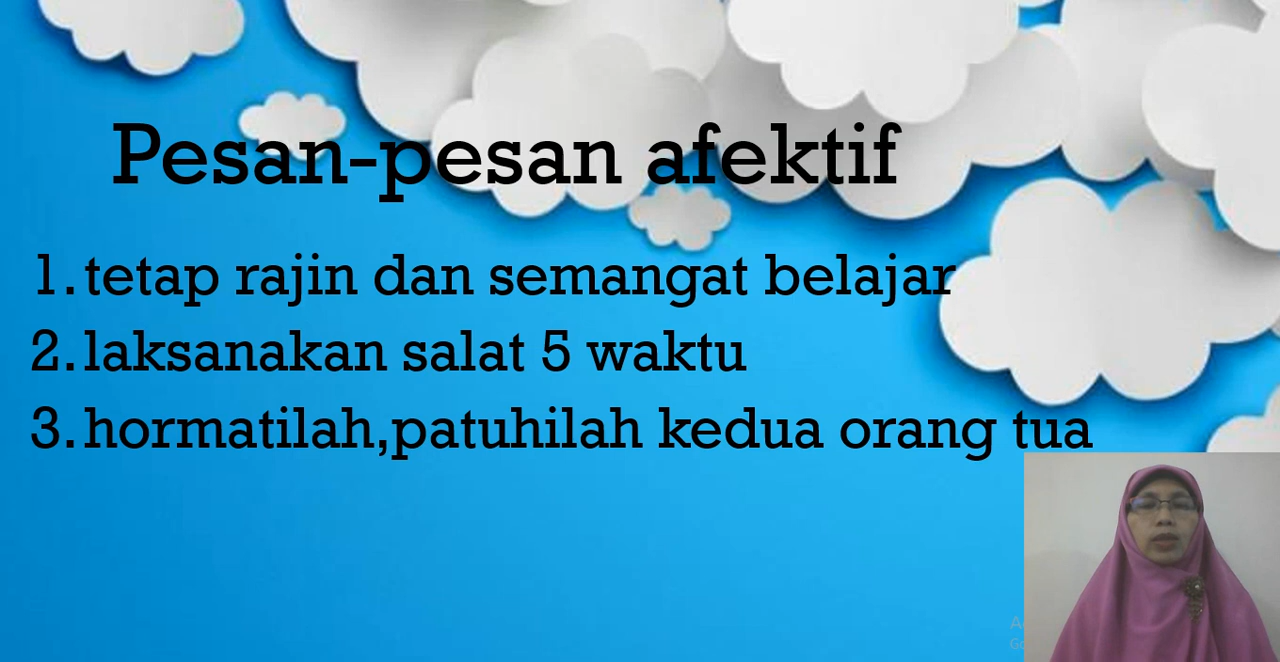 Pesan-pesan afektif
1. tetap rajin dan semangat belajar
2. laksanakan salat 5 waktu
3. hormatilah,patuhilah kedua orang tua